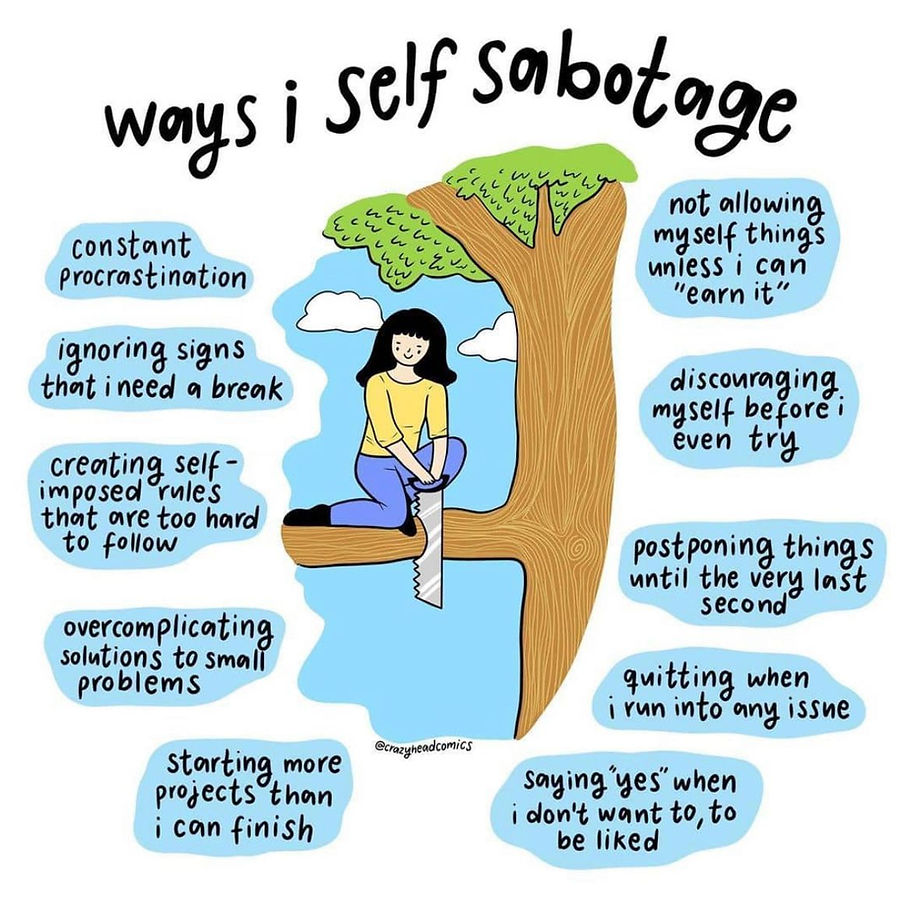 ways i self sabotage
constant
procrastination
ignoring signs
that i need a break
creating self-
imposed rules
that are too hard
to follow
overcomplicating
solutions to small
problems
starting more
projects than
i can finish
not allowing
myself things
unless i can
"earn it"
discouraging
myself before i
even try
postponing things
until the very last
second
quitting when
i run into any issue
saying "yes" when
i don't want to, to
be liked
@crazyheadcomics